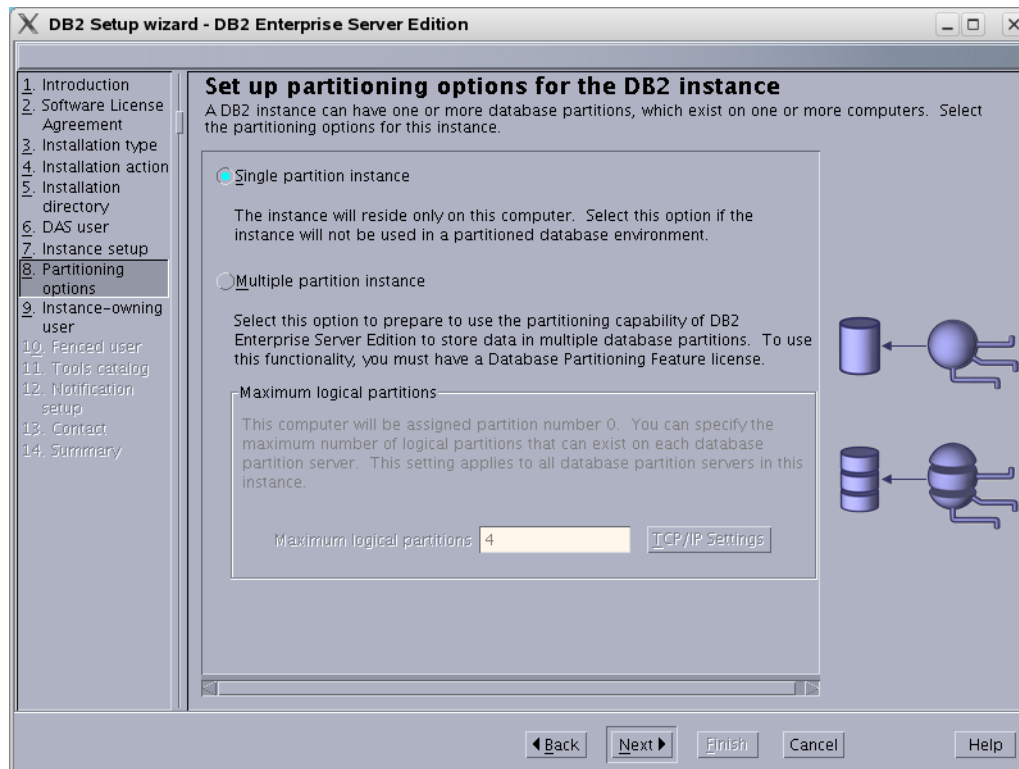 DB2 Setup wizard - DB2 Enterprise Server Edition
1. Introduction
2. Software License
Agreement
3. Installation type
4. Installation action
5. Installation
directory
6. DAS user
7. Instance setup
8. Partitioning
options
9. Instance-owning
user
10. Fenced user
11. Tools catalog
12. Notification
setup
13. Contact
14. Summary
Set up partitioning options for the DB2 instance
A DB2 instance can have one or more database partitions, which exist on one or more computers. Select
the partitioning options for this instance.
Single partition instance
The instance will reside only on this computer. Select this option if the
instance will not be used in a partitioned database environment.
Multiple partition instance
Select this option to prepare to use the partitioning capability of DB2
Enterprise Server Edition to store data in multiple database partitions. To use
this functionality, you must have a Database Partitioning Feature license.
Maximum logical partitions
This computer will be assigned partition number 0. You can specify the
maximum number of logical partitions that can exist on each database
partition server. This setting applies to all database partition servers in this
instance.
Maximum logical partitions 4 TCP/IP Settings
Back Next Finish Cancel Help